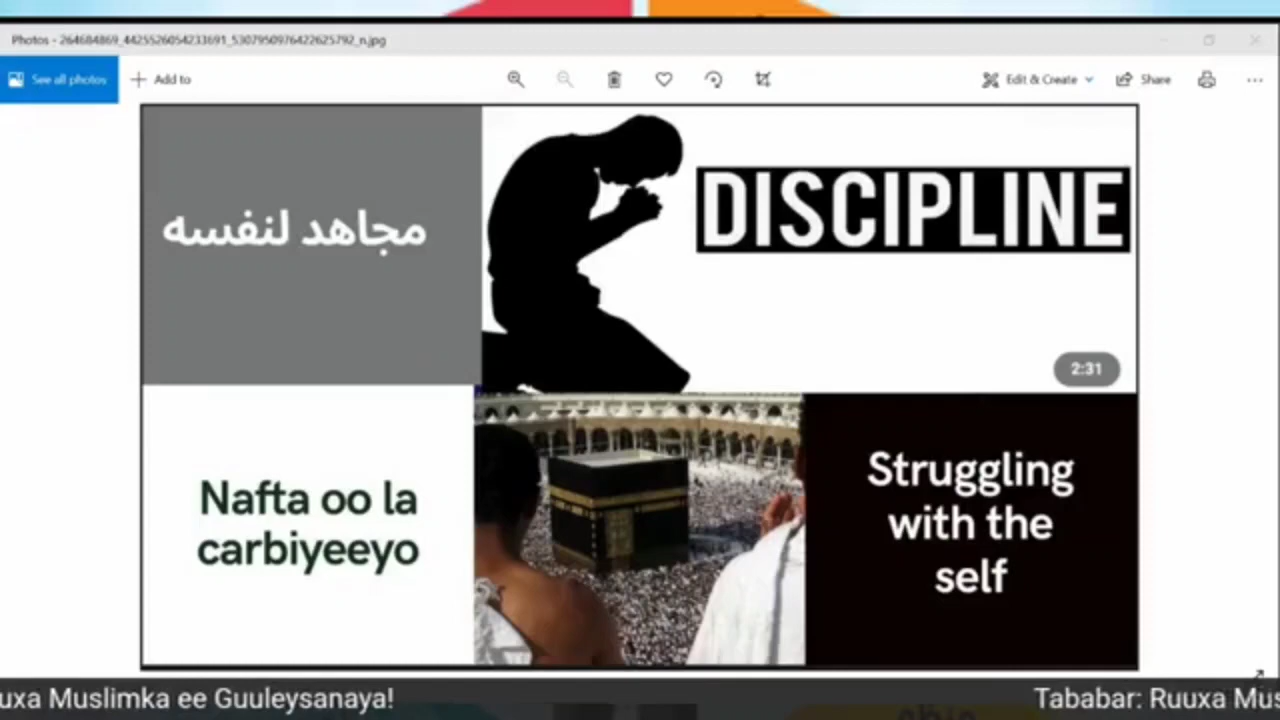 Photos - 264684869_4425526054233691_5307950976422625792_n.jpg
See all photos
Add to
Edit & Create
Share
مجاهد لنفسه
DISCIPLINE
2:31
Nafta oo la
carbiyeeyo
Struggling
with the
self
uxa Muslimka ee Guuleysanaya!
Tababar: Ruuxa Mus